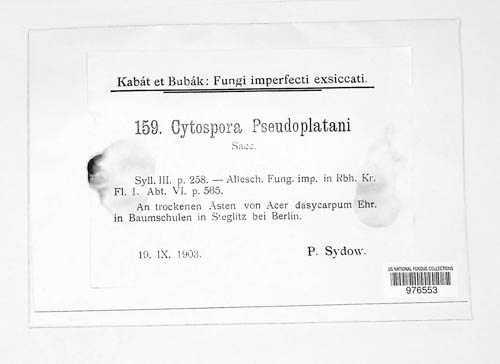 Kabát et Bubák: Fungi imperfecti exsiccati.
159. Cytospora Pseudoplatani
Sacc.
Syll. III. p. 258. — Allesch. Fung. imp. in Rbh. Kr.
Fl. I. Abt. VI. p. 565.
An trockenen Ästen von Acer dasycarpum Ehr.
in Baumschulen in Steglitz bei Berlin.
19. IX. 1903. P. Sydow.
US NATIONAL FUNGUS COLLECTIONS
976553